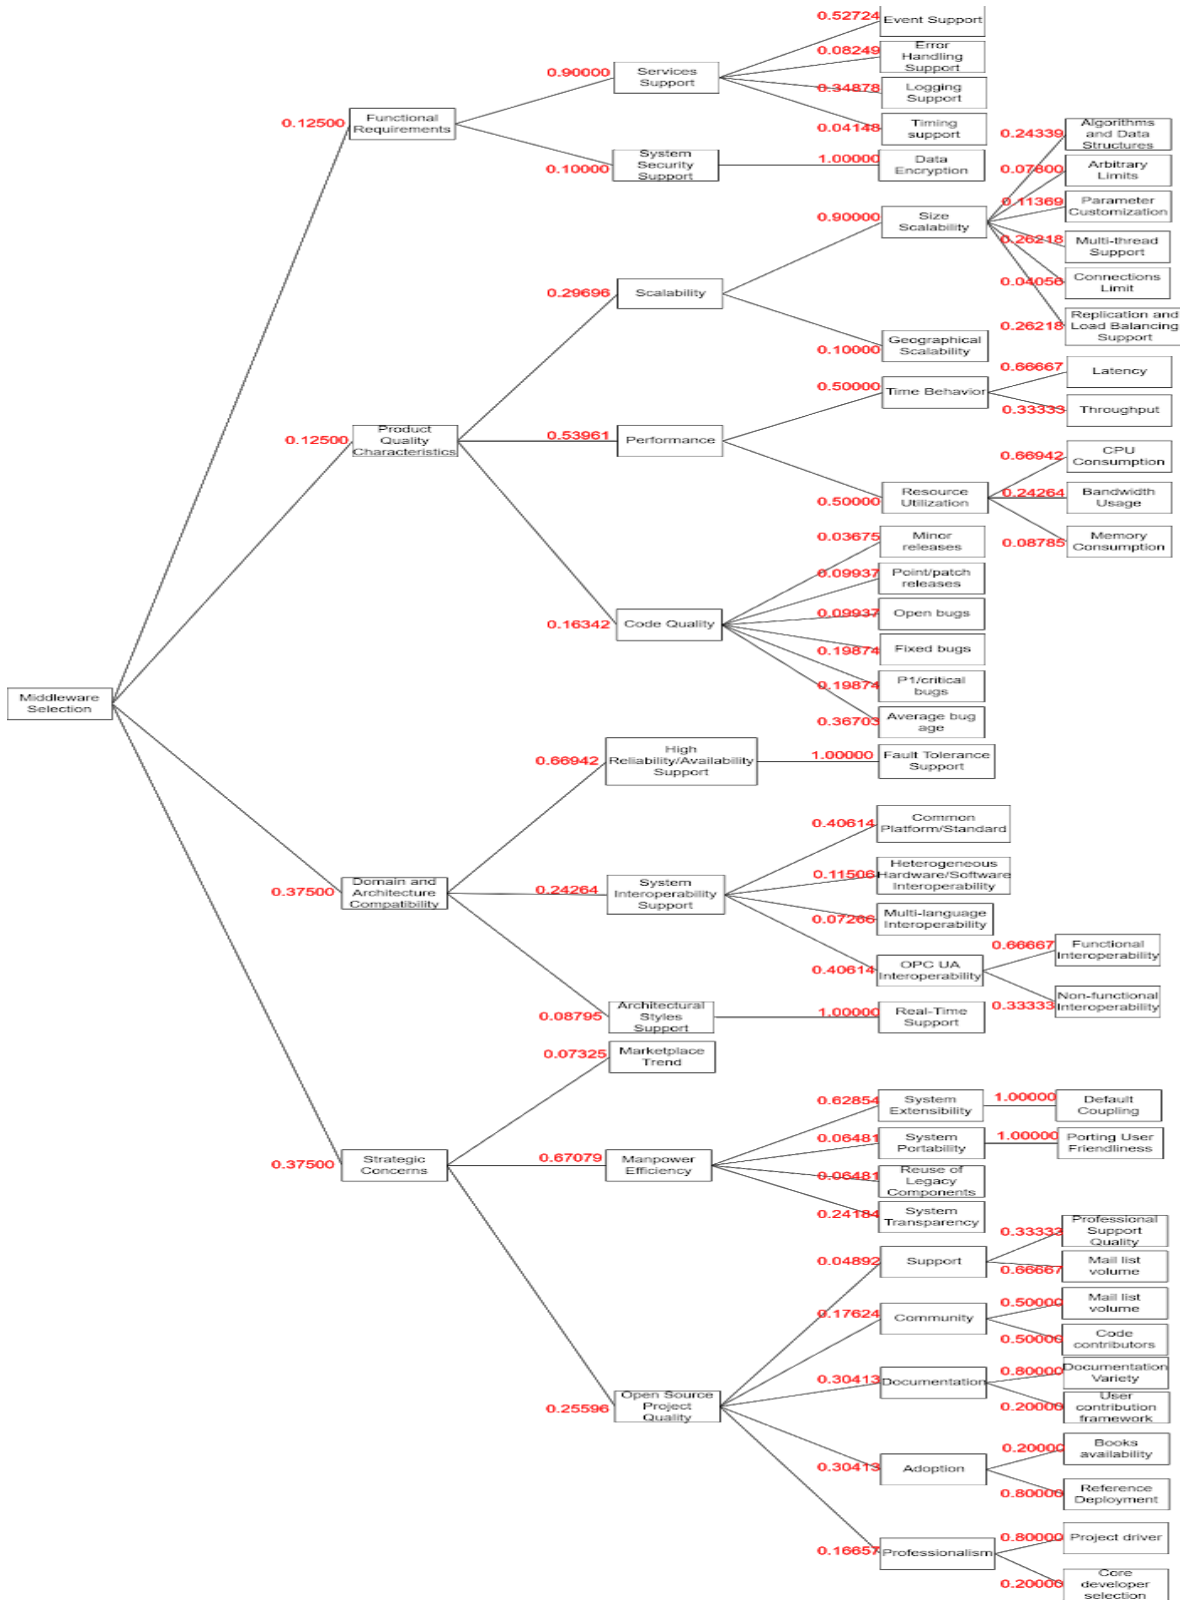 0.52724
Event Support
0.08249
Error
Handling
Support
0.90000
Services
Support
0.34878
Logging
Support
0.12500
Functional
Requirements
0.04148
Timing
support
0.10000
System
Security
Support
1.00000
Data
Encryption
0.24339
Algorithms
and Data
Structures
0.07800
Arbitrary
Limits
0.11369
Parameter
Customization
0.90000
Size
Scalability
0.26218
Multi-thread
Support
0.04056
Connections
Limit
0.29696
Scalability
0.26218
Replication and
Load Balancing
Support
0.10000
Geographical
Scalability
0.66667
Latency
0.50000
Time Behavior
0.33333
Throughput
0.12500
Product
Quality
Characteristics
0.53961
Performance
0.66942
CPU
Consumption
0.50000
Resource
Utilization
0.24264
Bandwidth
Usage
0.08785
Memory
Consumption
0.03675
Minor
releases
0.09937
Point/patch
releases
0.09937
Open bugs
0.16342
Code Quality
0.19874
Fixed bugs
0.19874
P1/critical
bugs
0.36703
Average bug
age
Middleware
Selection
0.66942
High
Reliability/Availability
Support
1.00000
Fault Tolerance
Support
0.40614
Common
Platform/Standard
0.37500
Domain and
Architecture
Compatibility
0.24264
System
Interoperability
Support
0.11506
Heterogeneous
Hardware/Software
Interoperability
0.07266
Multi-language
Interoperability
0.40614
OPC UA
Interoperability
0.66667
Functional
Interoperability
0.33333
Non-functional
Interoperability
0.08795
Architectural
Styles
Support
1.00000
Real-Time
Support
0.07325
Marketplace
Trend
0.62854
System
Extensibility
1.00000
Default
Coupling
0.37500
Strategic
Concerns
0.67079
Manpower
Efficiency
0.06481
System
Portability
1.00000
Porting User
Friendliness
0.06481
Reuse of
Legacy
Components
0.24184
System
Transparency
0.33333
Professional
Support
Quality
0.04892
Support
0.66667
Mail list
volume
0.17624
Community
0.50000
Mail list
volume
0.50000
Code
contributors
0.25596
Open Source
Project
Quality
0.30413
Documentation
0.80000
Documentation
Variety
0.20000
User
contribution
framework
0.30413
Adoption
0.20000
Books
availability
0.80000
Reference
Deployment
0.16657
Professionalism
0.80000
Project driver
0.20000
Core
developer
selection